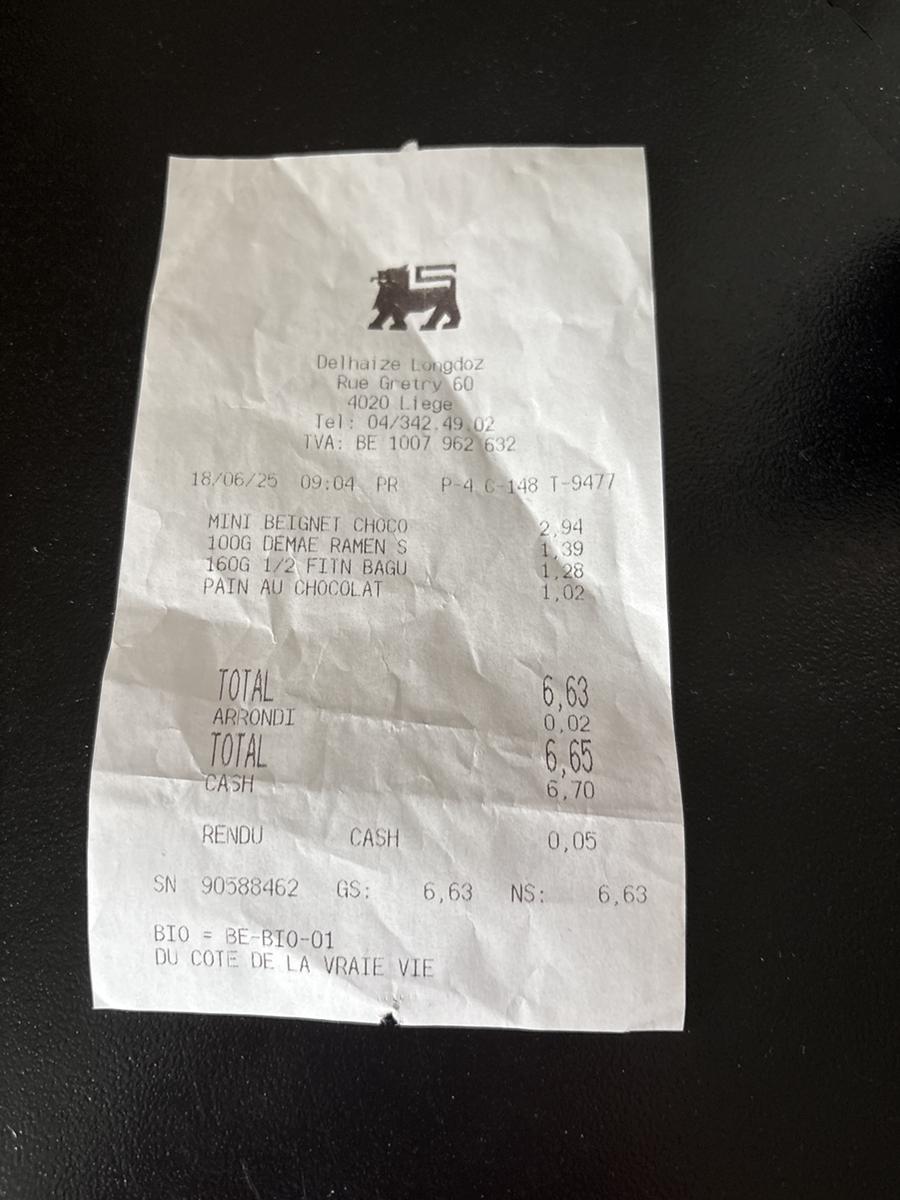 Delhaize Longdoz
Rue Gretry 60
4020 Liege
Tel: 04/342.49.02
TVA: BE 1007 962 632
18/06/25 09:04 PR P-4 C-148 T-9477
MINI BEIGNET CHOCO 2,94
100G DEMAE RAMEN S 1,39
160G 1/2 FITN BAGU 1,28
PAIN AU CHOCOLAT 1,02
TOTAL 6,63
ARRONDI 0,02
TOTAL 6,65
CASH 6,70
RENDU CASH 0,05
SN 90588462 GS: 6,63 NS: 6,63
BIO = BE-BIO-01
DU COTE DE LA VRAIE VIE